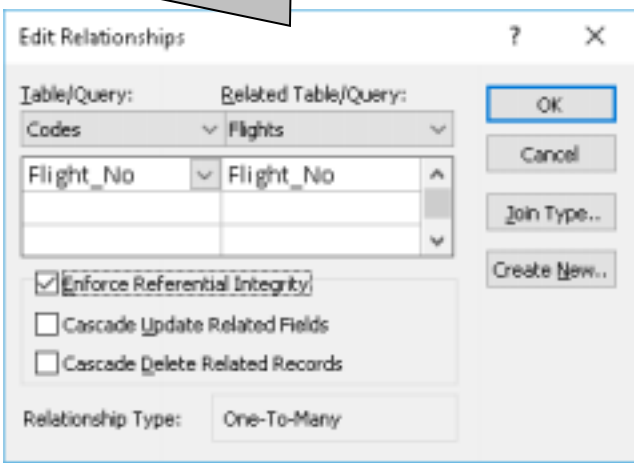 Edit Relationships ? ×
Table/Query: Related Table/Query:
Codes Flights
Flight_No Flight_No
Enforce Referential Integrity
Cascade Update Related Fields
Cascade Delete Related Records
Relationship Type: One-To-Many
OK
Cancel
Join Type..
Create New..